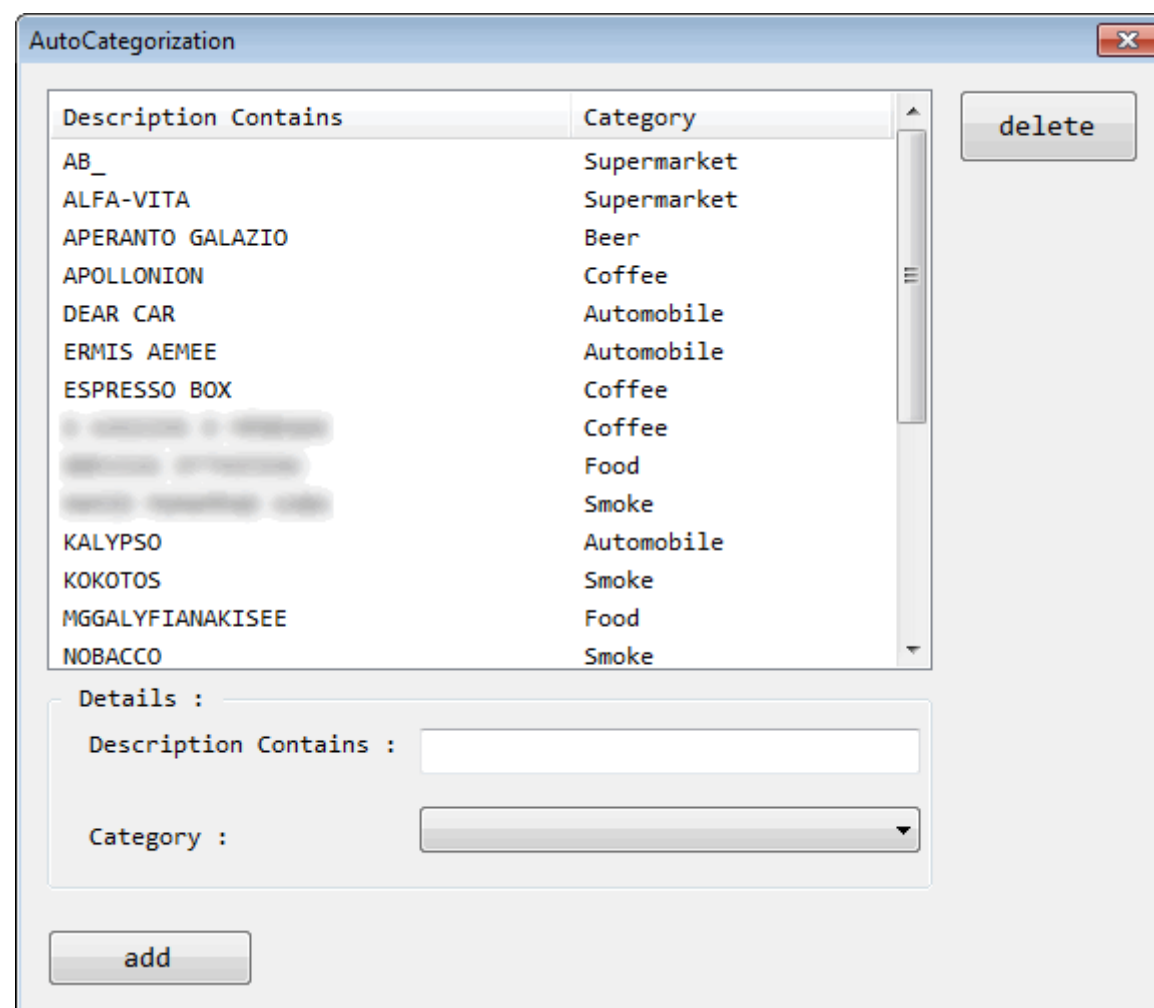 AutoCategorization
Description Contains Category
delete
AB_ Supermarket
ALFA-VITA Supermarket
APERANTO GALAZIO Beer
APOLLONION Coffee
DEAR CAR Automobile
ERMIS AEMEE Automobile
ESPRESSO BOX Coffee
Coffee
Food
Smoke
KALYPSO Automobile
KOKOTOS Smoke
MGGALYFIANAKISEE Food
NOBACCO Smoke
Details :
Description Contains :
Category :
add